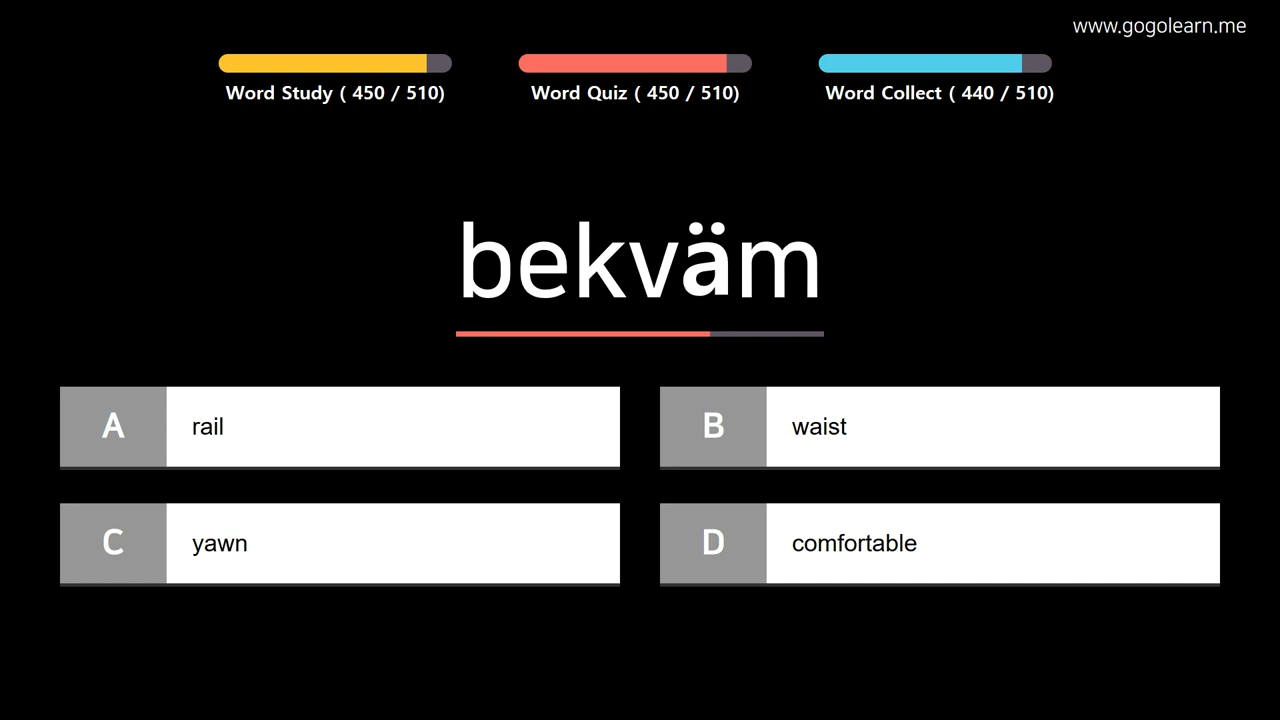 www.gogolearn.me
Word Study ( 450 / 510)
Word Quiz ( 450 / 510)
Word Collect ( 440 / 510)
bekväm
A rail
B waist
C yawn
D comfortable